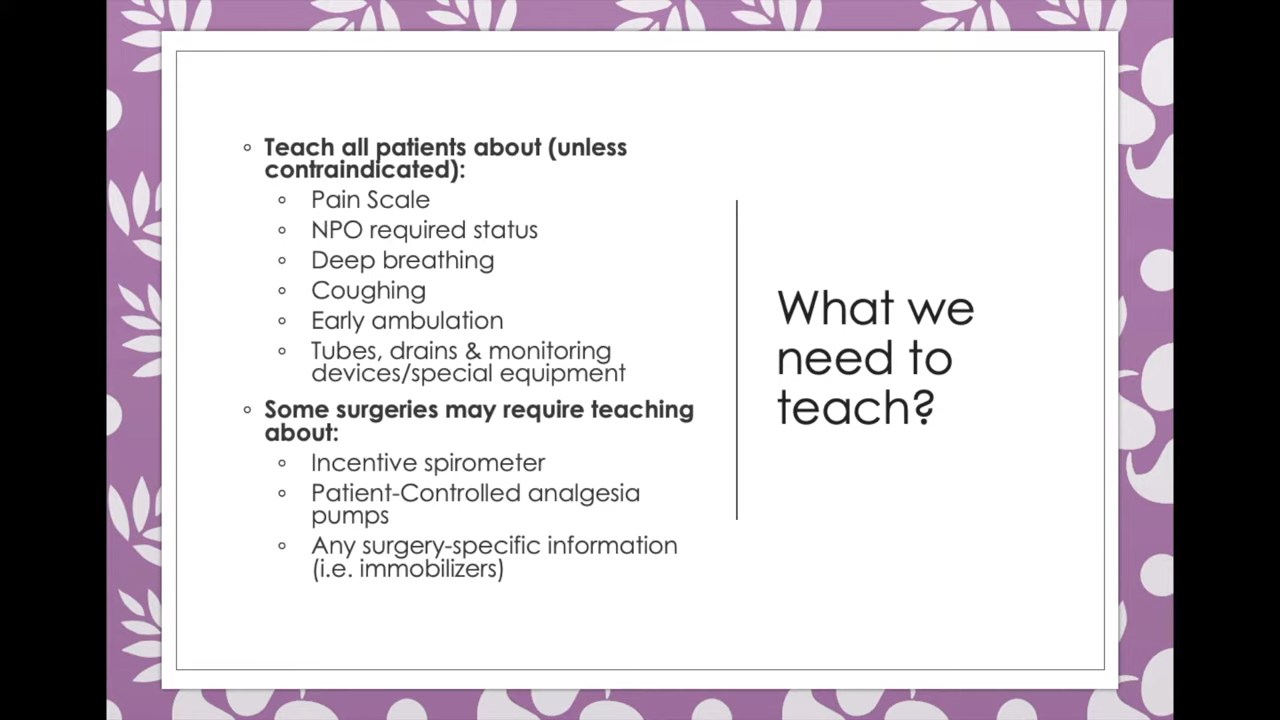 Teach all patients about (unless
contraindicated):
Pain Scale
NPO required status
Deep breathing
Coughing
Early ambulation
Tubes, drains & monitoring
devices/special equipment
Some surgeries may require teaching
about:
Incentive spirometer
Patient-Controlled analgesia
pumps
Any surgery-specific information
(i.e. immobilizers)
What we
need to
teach?